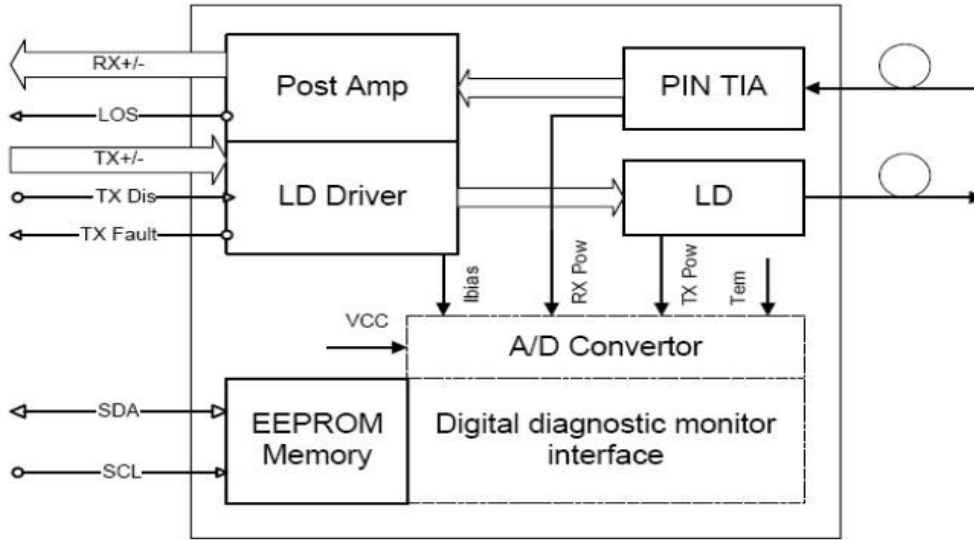 RX+/-
Post Amp
PIN TIA
LOS
TX+/-
TX Dis
LD Driver
LD
TX Fault
Ibias
RX Pow
TX Pow
Tem
VCC
A/D Convertor
SDA
EEPROM
Memory
Digital diagnostic monitor
interface
SCL